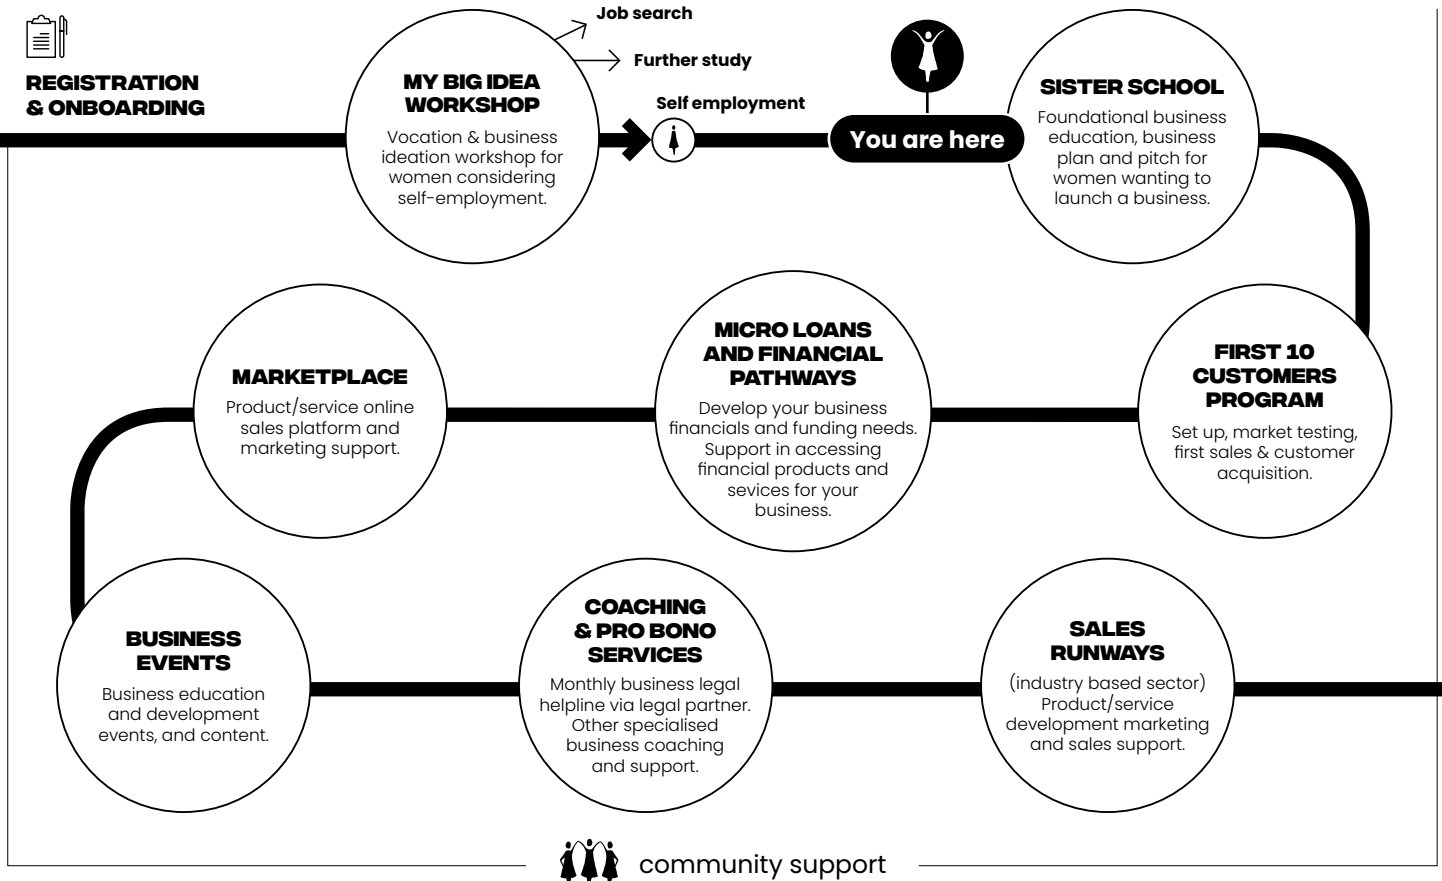 REGISTRATION
& ONBOARDING
MY BIG IDEA
WORKSHOP
Vocation & business
ideation workshop for
women considering
self-employment.
Job search
Further study
Self employment
You are here
SISTER SCHOOL
Foundational business
education, business
plan and pitch for
women wanting to
launch a business.
FIRST 10
CUSTOMERS
PROGRAM
Set up, market testing,
first sales & customer
acquisition.
MICRO LOANS
AND FINANCIAL
PATHWAYS
Develop your business
financials and funding needs.
Support in accessing
financial products and
sevices for your
business.
MARKETPLACE
Product/service online
sales platform and
marketing support.
BUSINESS
EVENTS
Business education
and development
events, and content.
COACHING
& PRO BONO
SERVICES
Monthly business legal
helpline via legal partner.
Other specialised
business coaching
and support.
SALES
RUNWAYS
(industry based sector)
Product/service
development marketing
and sales support.
community support